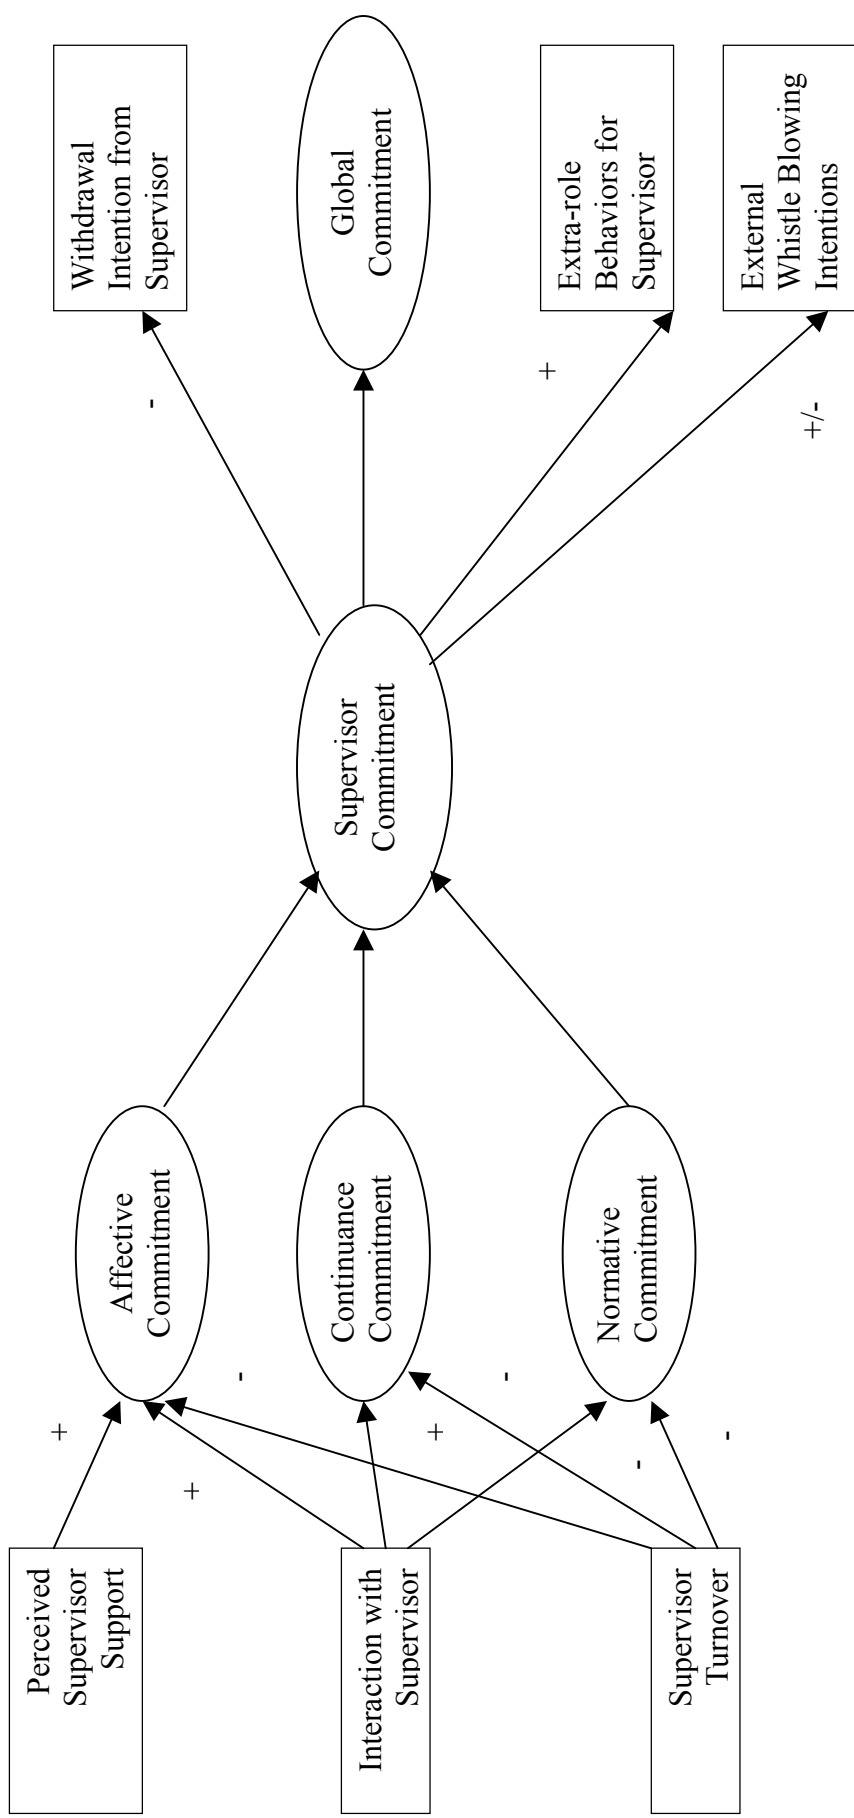 Perceived
Supervisor
Support
Interaction with
Supervisor
Supervisor
Turnover
+
+
-
+
-
-
-
Affective
Commitment
Continuance
Commitment
Normative
Commitment
Supervisor
Commitment
-
+
+/-
Withdrawal
Intention from
Supervisor
Global
Commitment
Extra-role
Behaviors for
Supervisor
External
Whistle Blowing
Intentions